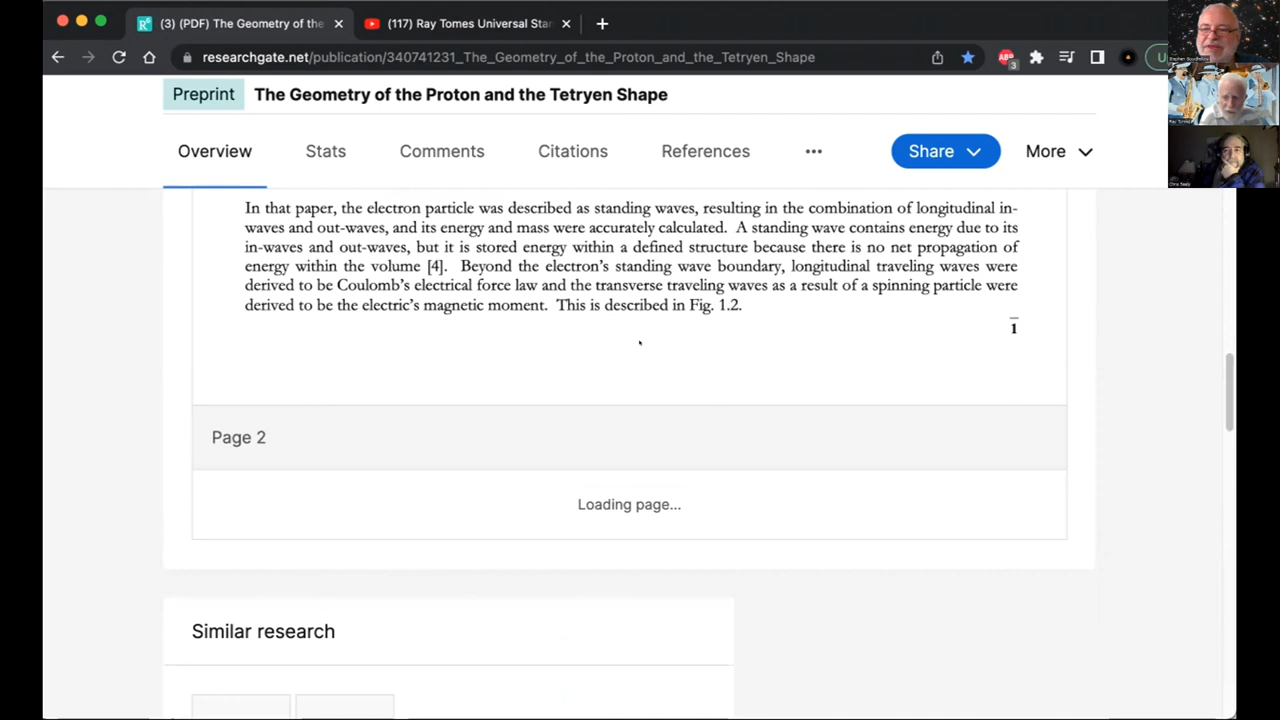 (3) (PDF) The Geometry of the
(117) Ray Tomes Universal Sta
researchgate.net/publication/340741231_The_Geometry_of_the_Proton_and_the_Tetryen_Shape
ABP
3
U
Preprint The Geometry of the Proton and the Tetryen Shape
Overview Stats Comments Citations References ... Share More
In that paper, the electron particle was described as standing waves, resulting in the combination of longitudinal in-
waves and out-waves, and its energy and mass were accurately calculated. A standing wave contains energy due to its
in-waves and out-waves, but it is stored energy within a defined structure because there is no net propagation of
energy within the volume [4]. Beyond the electron's standing wave boundary, longitudinal traveling waves were
derived to be Coulomb's electrical force law and the transverse traveling waves as a result of a spinning particle were
derived to be the electric's magnetic moment. This is described in Fig. 1.2.
1
Page 2
Loading page...
Similar research